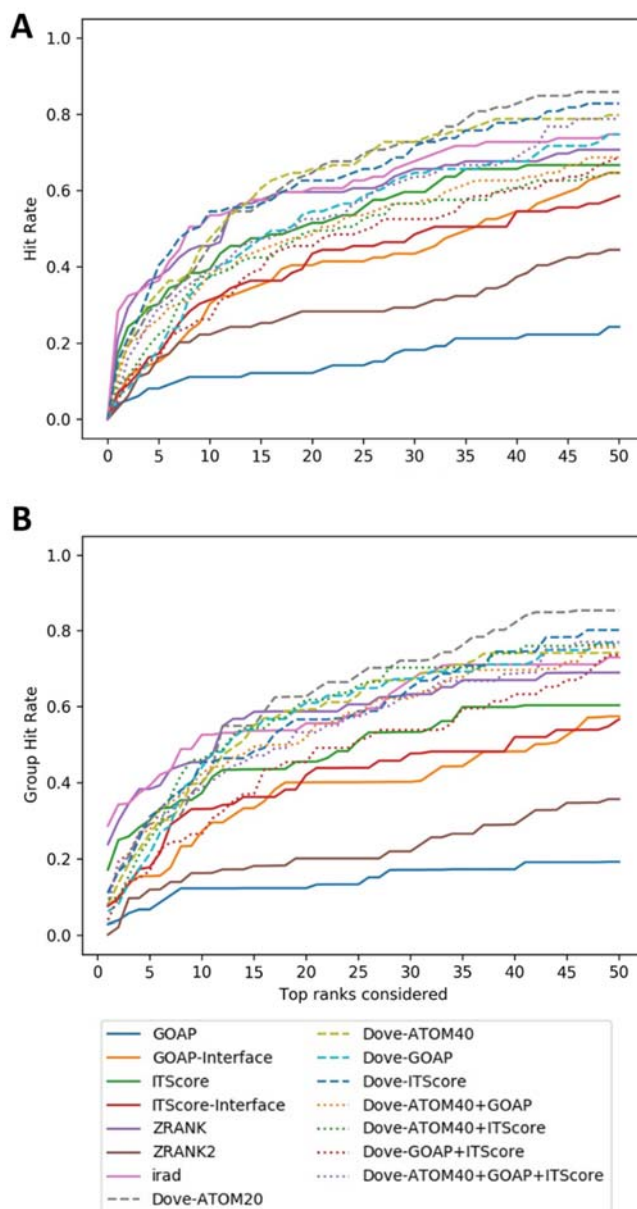 A
1.0
0.8
0.6
0.4
0.2
0.0
Hit Rate
0 5 10 15 20 25 30 35 40 45 50
B
1.0
0.8
0.6
0.4
0.2
0.0
Group Hit Rate
0 5 10 15 20 25 30 35 40 45 50
Top ranks considered
GOAP
GOAP-Interface
ITScore
ITScore-Interface
ZRANK
ZRANK2
irad
Dove-ATOM20
Dove-ATOM40
Dove-GOAP
Dove-ITScore
Dove-ATOM40+GOAP
Dove-ATOM40+ITScore
Dove-GOAP+ITScore
Dove-ATOM40+GOAP+ITScore